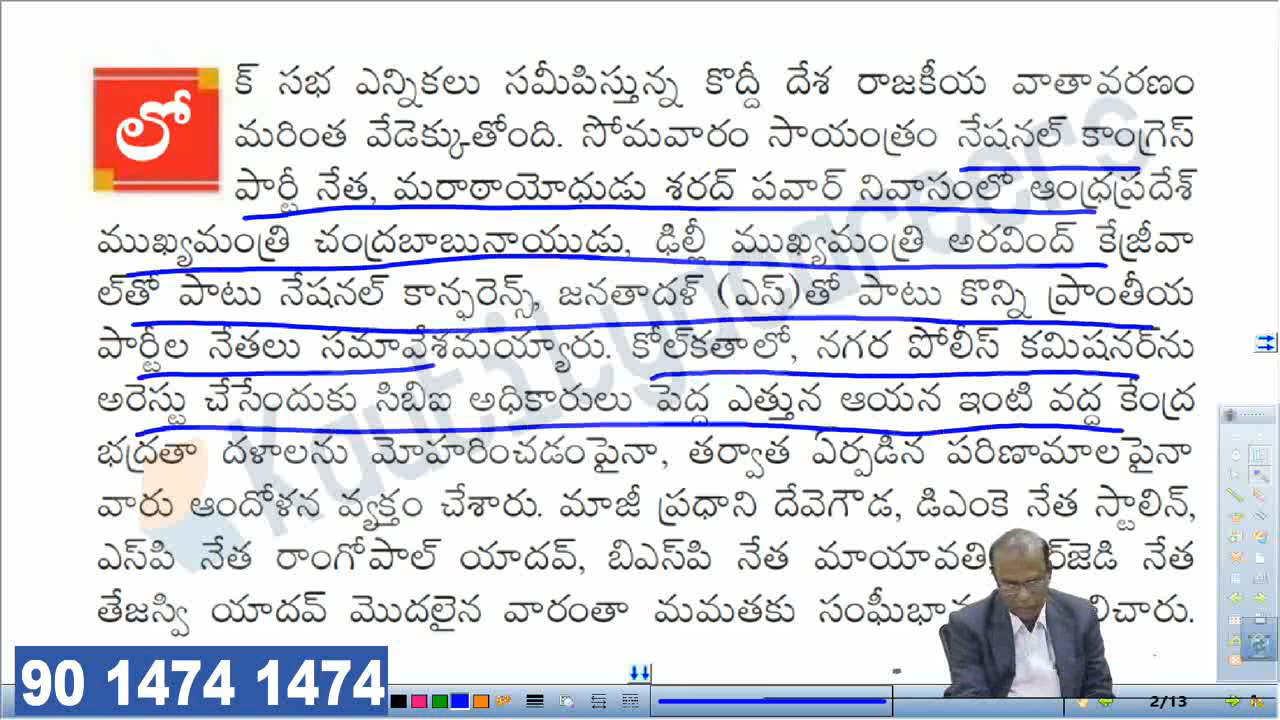 లో
క్ సభ ఎన్నికలు సమీపిస్తున్న కొద్దీ దేశ రాజకీయ వాతావరణం
మరింత వేడెక్కుతోంది. సోమవారం సాయంత్రం నేషనల్ కాంగ్రెస్
పార్టీ నేత, మరాఠాయోధుడు శరద్ పవార్ నివాసంలో ఆంధ్రప్రదేశ్
ముఖ్యమంత్రి చంద్రబాబునాయుడు, ఢిల్లీ ముఖ్యమంత్రి అరవింద్ కేజ్రీవా
ల్‌తో పాటు నేషనల్ కాన్ఫరెన్స్, జనతాదళ్ (ఎస్)తో పాటు కొన్ని ప్రాంతీయ
పార్టీల నేతలు సమావేశమయ్యారు. కోల్‌కతాలో, నగర పోలీస్ కమిషనర్‌ను
అరెస్టు చేసేందుకు సిబిఐ అధికారులు పెద్ద ఎత్తున ఆయన ఇంటి వద్ద కేంద్ర
భద్రతా దళాలను మోహరించడంపైనా, తర్వాత ఏర్పడిన పరిణామాలపైనా
వారు ఆందోళన వ్యక్తం చేశారు. మాజీ ప్రధాని దేవెగౌడ, డిఎంకె నేత స్టాలిన్,
ఎస్‌పి నేత రాంగోపాల్ యాదవ్, బిఎస్‌పి నేత మాయావతి, నేత
తేజస్వి యాదవ్ మొదలైన వారంతా మమతకు
Kautilyacareers
90 1474 1474
2/13